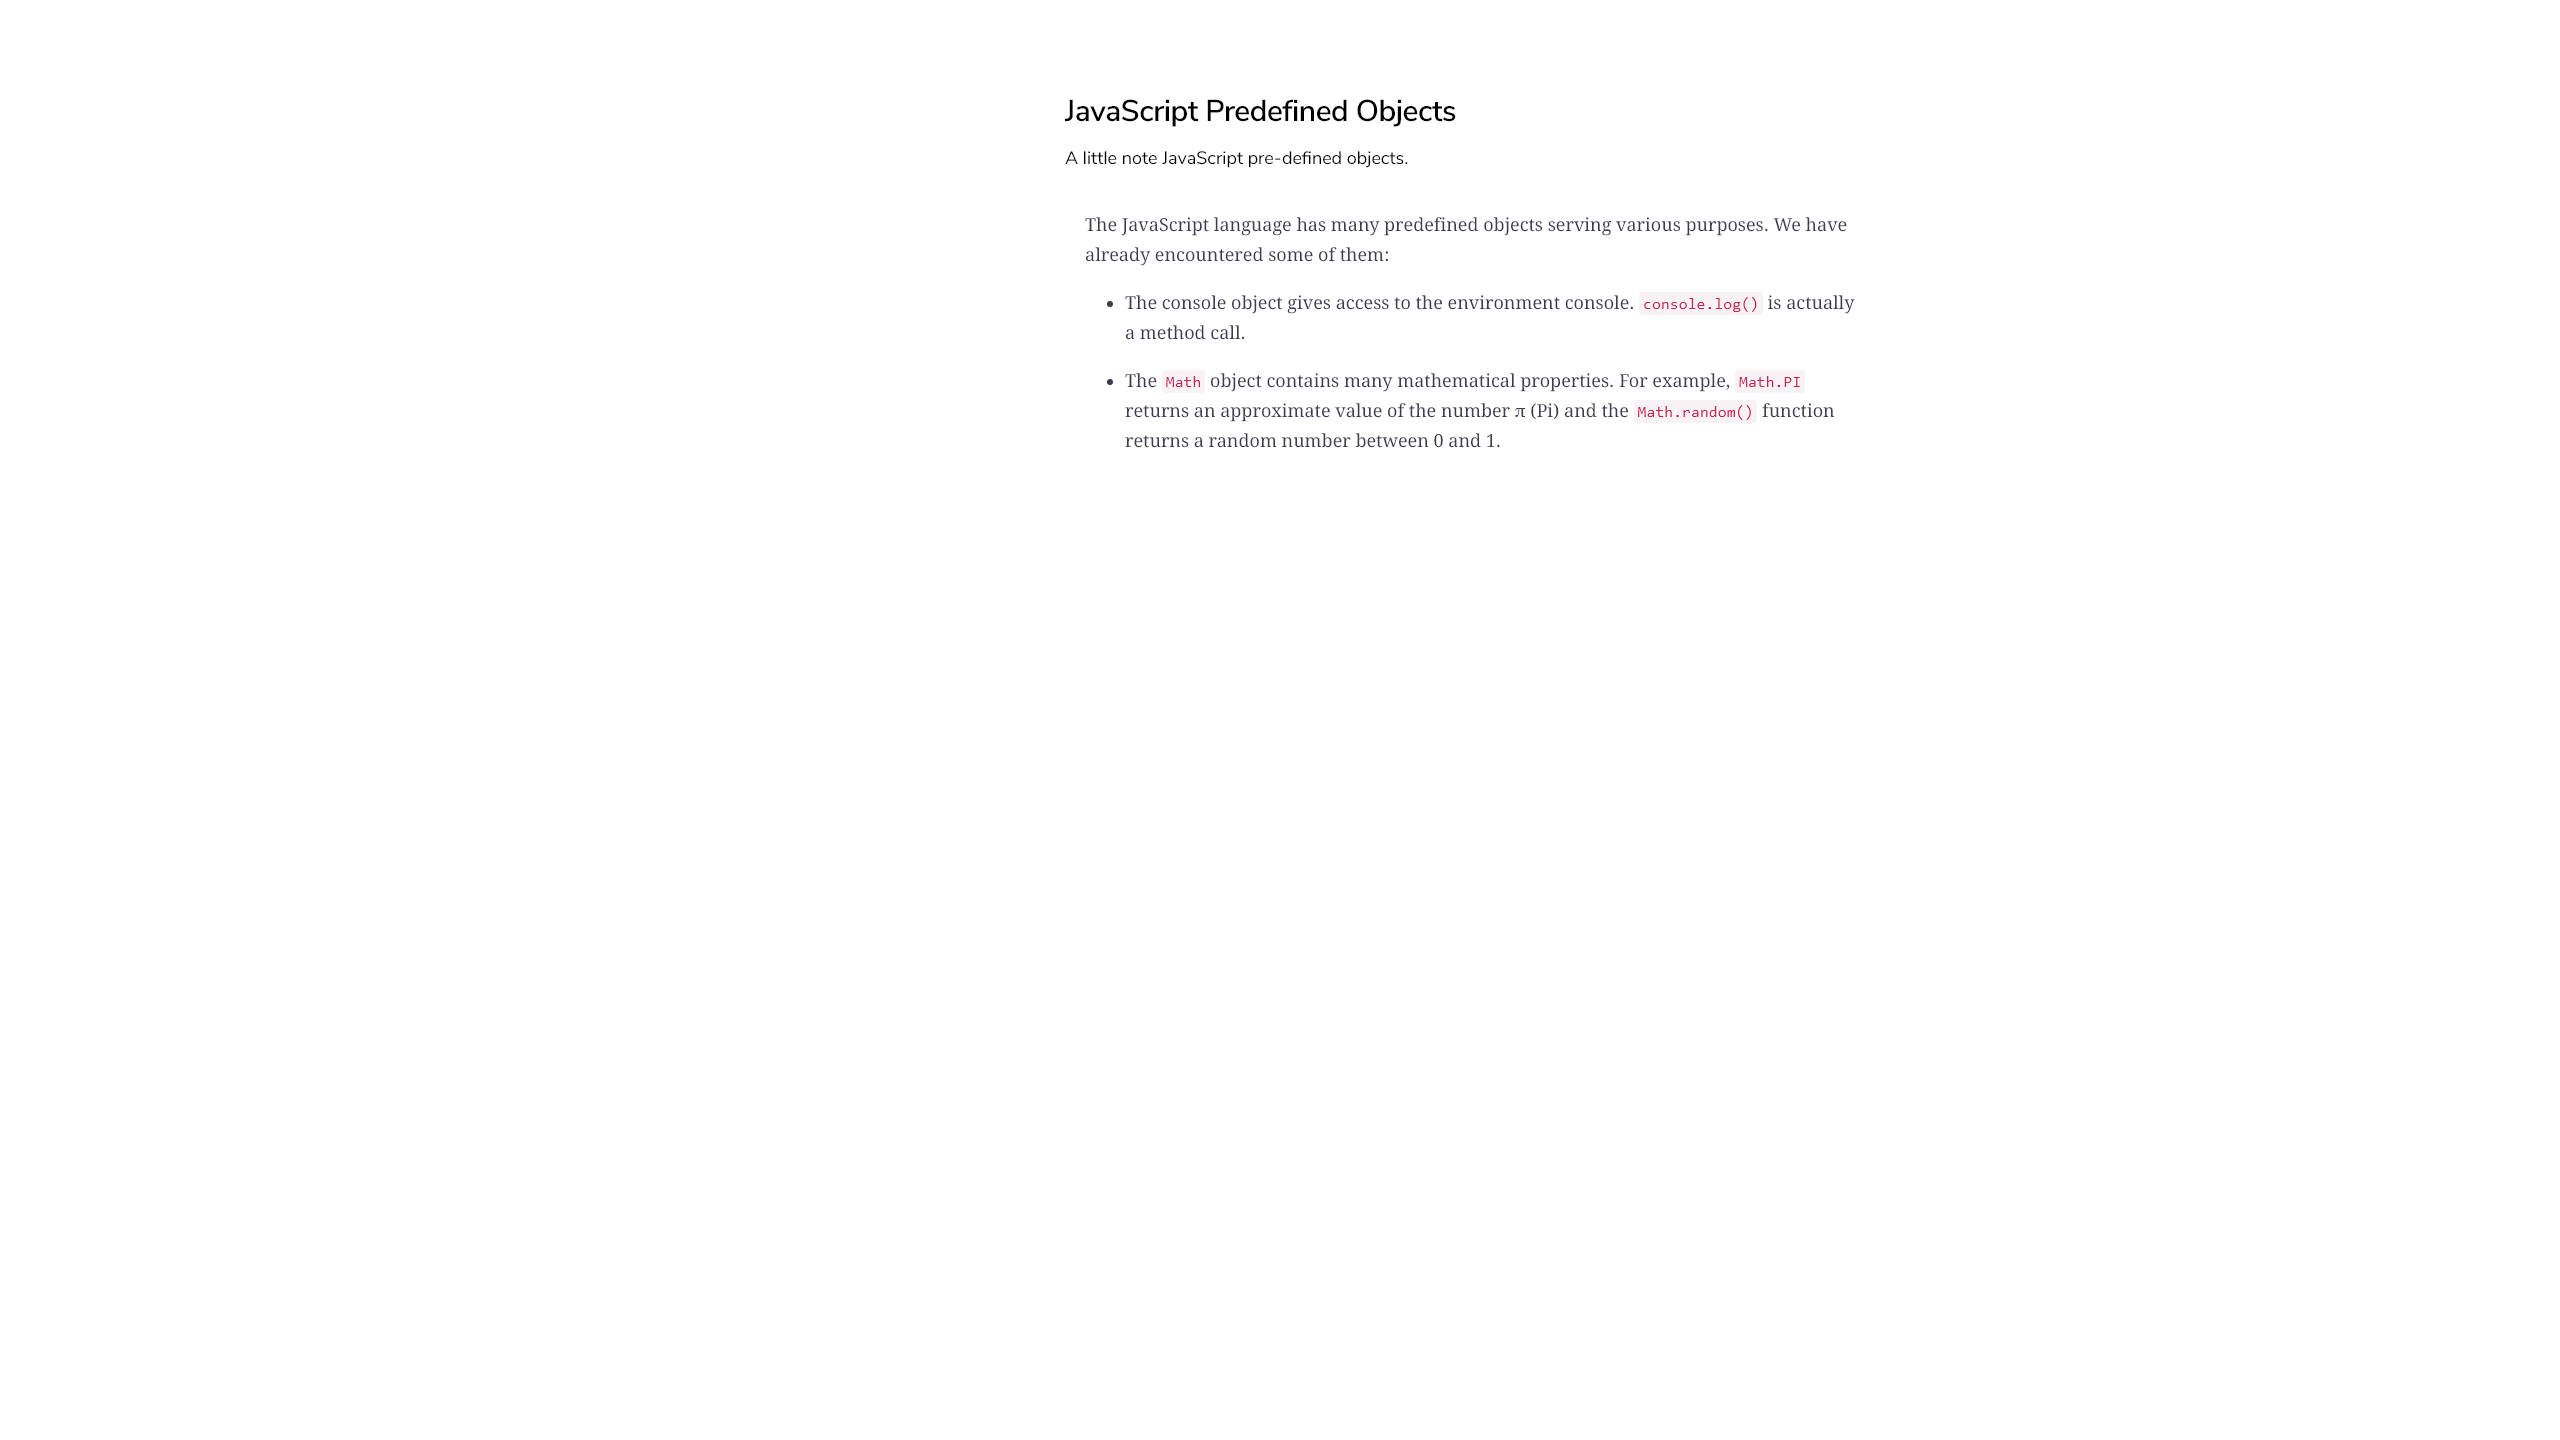 JavaScript Predefined Objects
A little note JavaScript pre-defined objects.
The JavaScript language has many predefined objects serving various purposes. We have
already encountered some of them:
• The console object gives access to the environment console. console.log() is actually
a method call.
• The Math object contains many mathematical properties. For example, Math.PI
returns an approximate value of the number π (Pi) and the Math.random() function
returns a random number between 0 and 1.